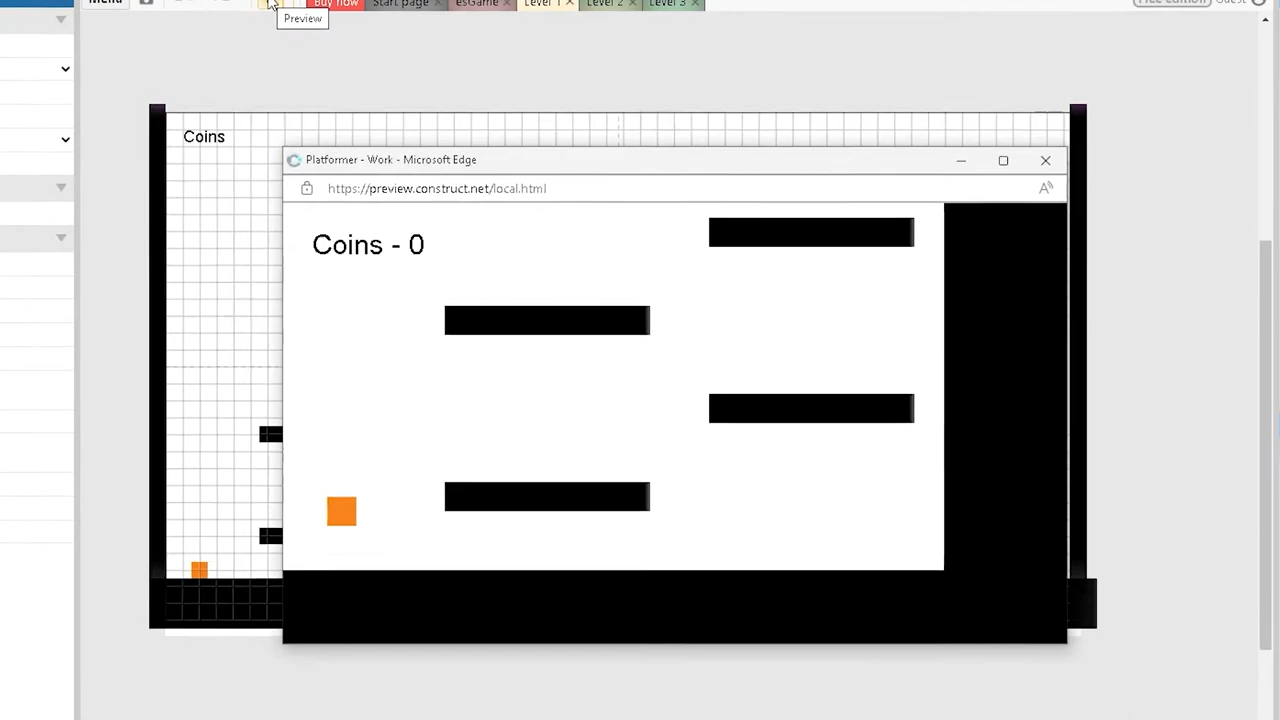 Menu
Buy now
Start page
esGame
Level 1
Level 2
Level 3
Free edition
Guest
Preview
Coins
Platformer - Work - Microsoft Edge
https://preview.construct.net/local.html
A
Coins - 0